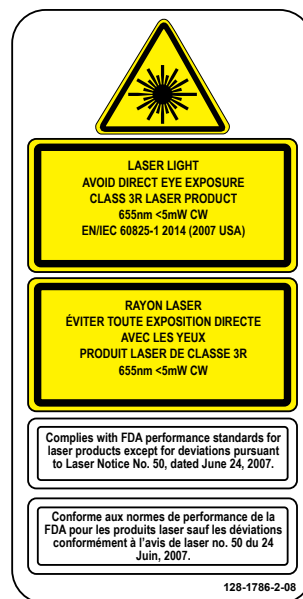 LASER LIGHT
AVOID DIRECT EYE EXPOSURE
CLASS 3R LASER PRODUCT
655nm <5mW CW
EN/IEC 60825-1 2014 (2007 USA)
RAYON LASER
ÉVITER TOUTE EXPOSITION DIRECTE
AVEC LES YEUX
PRODUIT LASER DE CLASSE 3R
655nm <5mW CW
Complies with FDA performance standards for
laser products except for deviations pursuant
to Laser Notice No. 50, dated June 24, 2007.
Conforme aux normes de performance de la
FDA pour les produits laser sauf les déviations
conformément à l’avis de laser no. 50 du 24
Juin, 2007.
128-1786-2-08